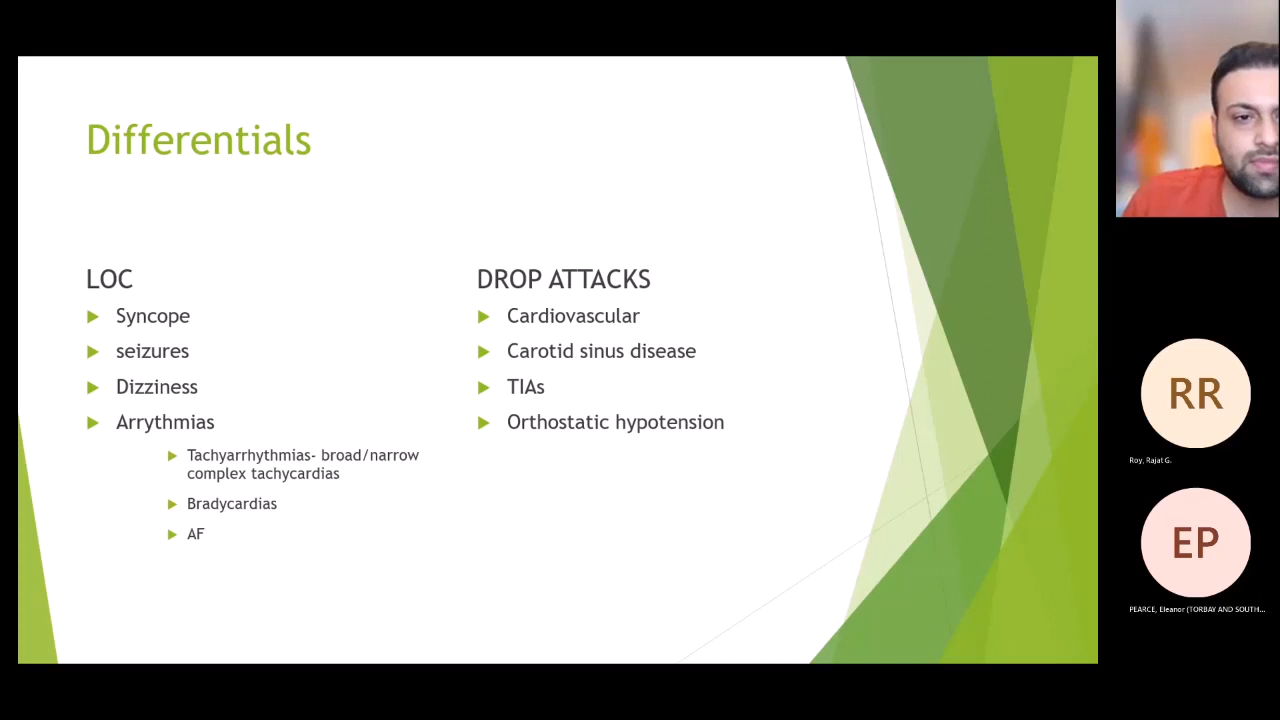 Differentials
LOC
Syncope
seizures
Dizziness
Arrythmias
Tachyarrhythmias- broad/narrow
complex tachycardias
Bradycardias
AF
DROP ATTACKS
Cardiovascular
Carotid sinus disease
TIAs
Orthostatic hypotension
RR
Roy, Rajat G.
EP
PEARCE, Eleanor (TORBAY AND SOUTH...